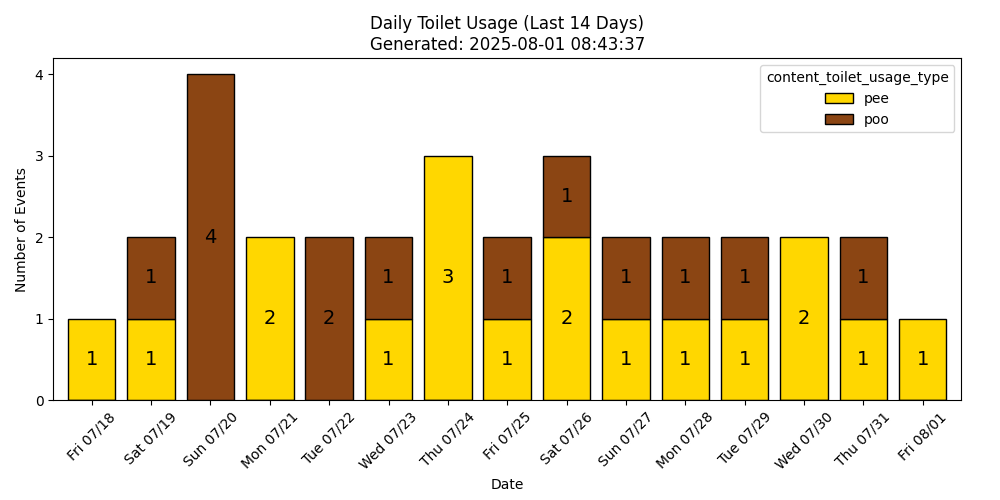 Daily Toilet Usage (Last 14 Days)
Generated: 2025-08-01 08:43:37
Number of Events
4
3
2
1
0
content_toilet_usage_type
pee
poo
1
1
1
4
2
2
1
1
3
1
1
1
2
1
1
1
1
1
1
2
1
1
1
Fri 07/18
Sat 07/19
Sun 07/20
Mon 07/21
Tue 07/22
Wed 07/23
Thu 07/24
Fri 07/25
Sat 07/26
Sun 07/27
Mon 07/28
Tue 07/29
Wed 07/30
Thu 07/31
Fri 08/01
Date